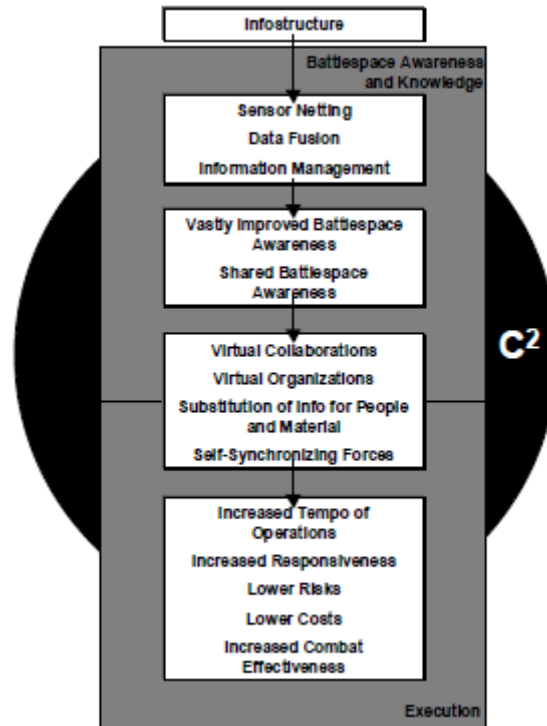 Infostructure
Battlespace Awareness
and Knowledge
Sensor Netting
Data Fusion
Information Management
Vastly Improved Battlespace
Awareness
Shared Battlespace
Awareness
C²
Virtual Collaborations
Virtual Organizations
Substitution of Info for People
and Material
Self-Synchronizing Forces
Increased Tempo of
Operations
Increased Responsiveness
Lower Risks
Lower Costs
Increased Combat
Effectiveness
Execution